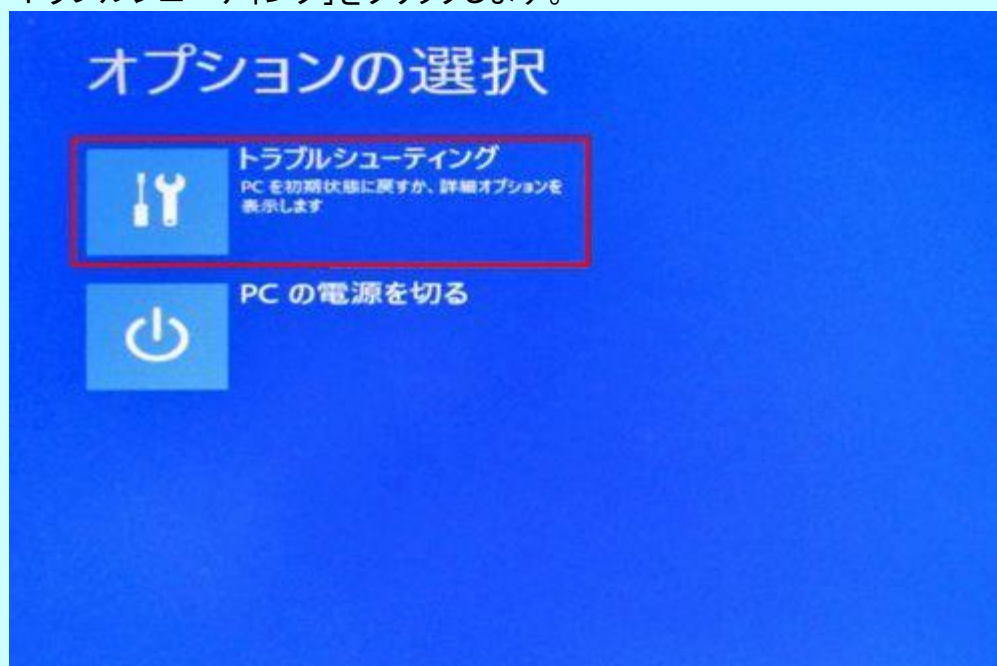 トラブルシューティング」をクリックします。
オプションの選択
トラブルシューティング
PC を初期状態に戻すか、詳細オプションを
表示します
PC の電源を切る